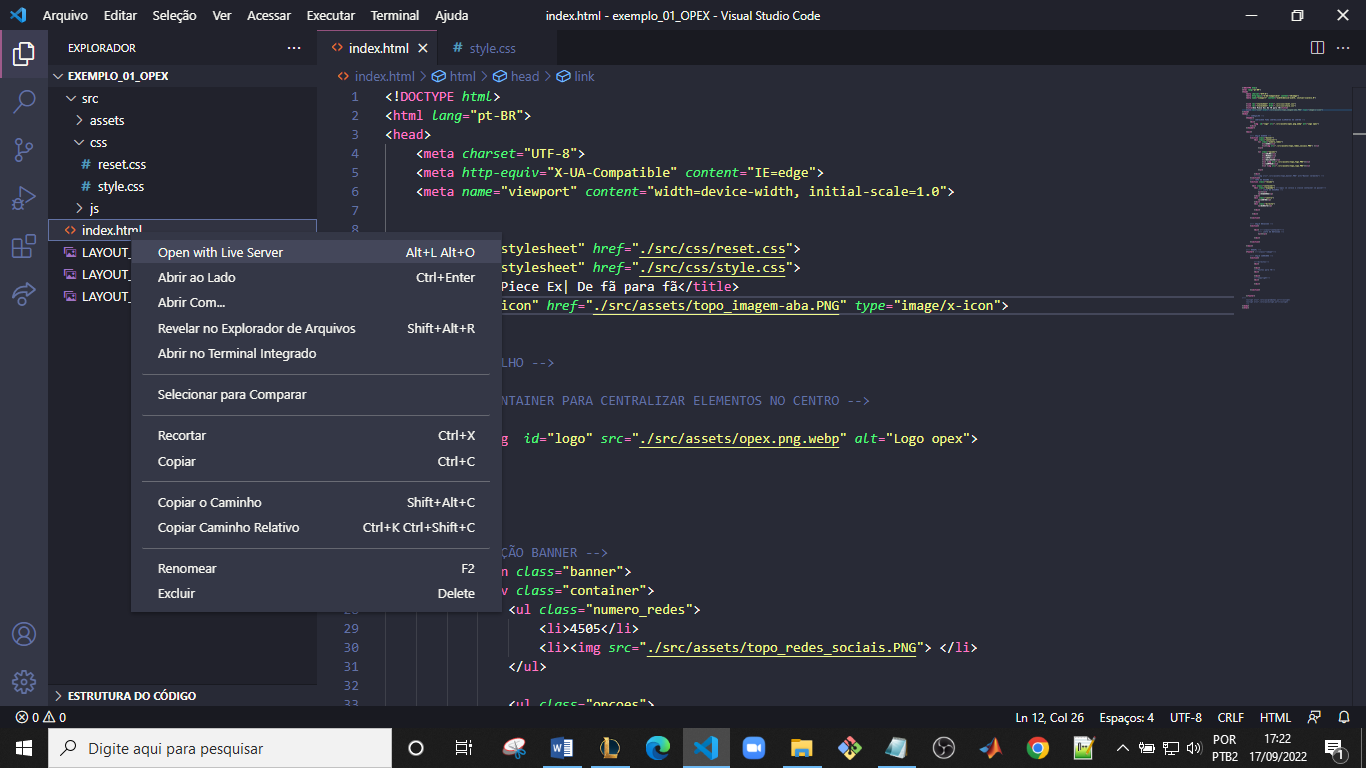 Arquivo Editar Seleção Ver Acessar Executar Terminal Ajuda
index.html - exemplo_01_OPEX - Visual Studio Code
EXPLORADOR
index.html
style.css
EXEMPLO_01_OPEX
src
assets
css
reset.css
style.css
js
index.html
LAYOUT_
LAYOUT_
LAYOUT_
Open with Live Server Alt+L Alt+O
Abrir ao Lado Ctrl+Enter
Abrir Com...
Revelar no Explorador de Arquivos Shift+Alt+R
Abrir no Terminal Integrado
Selecionar para Comparar
Recortar Ctrl+X
Copiar Ctrl+C
Copiar o Caminho Shift+Alt+C
Copiar Caminho Relativo Ctrl+K Ctrl+Shift+C
Renomear F2
Excluir Delete
ESTRUTURA DO CÓDIGO
index.html > html > head > link
1 <!DOCTYPE html>
2 <html lang="pt-BR">
3 <head>
4 <meta charset="UTF-8">
5 <meta http-equiv="X-UA-Compatible" content="IE=edge">
6 <meta name="viewport" content="width=device-width, initial-scale=1.0">
7
8
stylesheet" href="./src/css/reset.css">
stylesheet" href="./src/css/style.css">
Piece Ex| De fã para fã</title>
icon" href="./src/assets/topo_imagem-aba.PNG" type="image/x-icon">
LHO -->
NTAINER PARA CENTRALIZAR ELEMENTOS NO CENTRO -->
g id="logo" src="./src/assets/opex.png.webp" alt="Logo opex">
ÇÃO BANNER -->
n class="banner">
v class="container">
<ul class="numero_redes">
29 <li>4505</li>
30 <li><img src="./src/assets/topo_redes_sociais.PNG"> </li>
31 </ul>
32
33 <ul class="opcoes">
0 0
Ln 12, Col 26 Espaços: 4 UTF-8 CRLF HTML
Digite aqui para pesquisar
POR
PTB2
17:22
17/09/2022
1